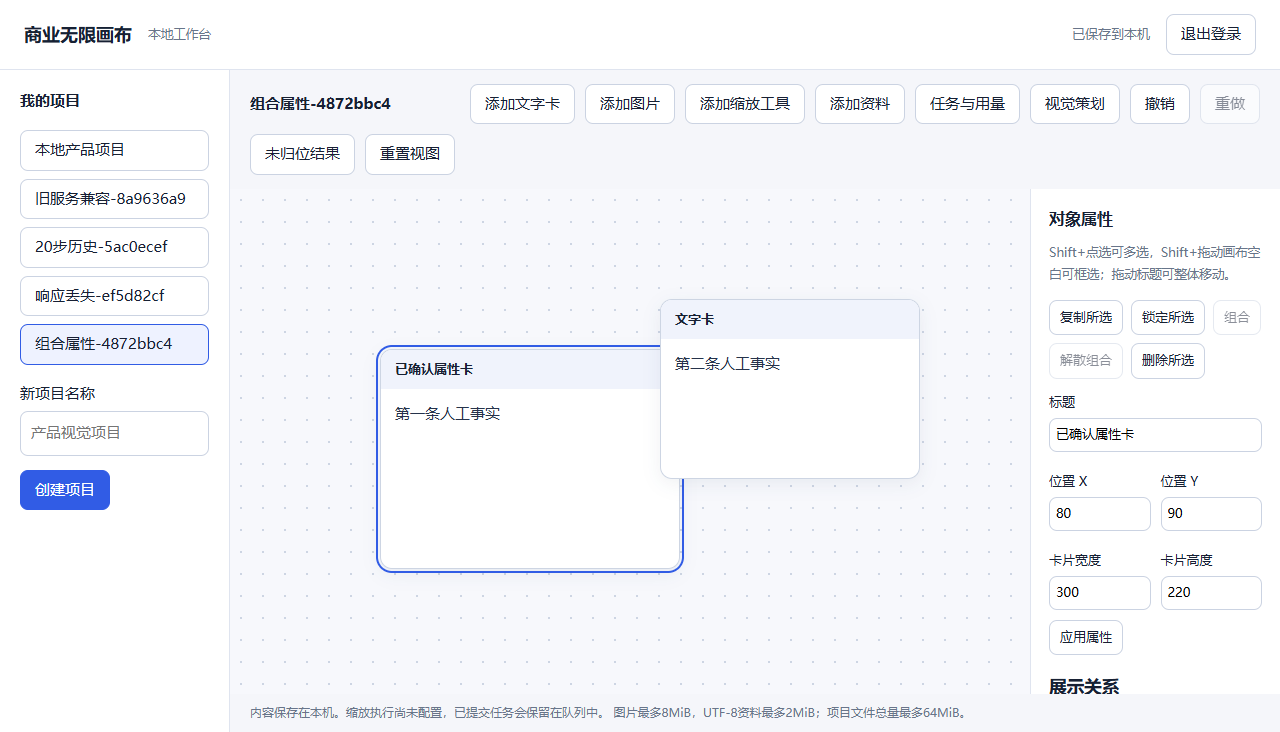 商业无限画布 本地工作台 已保存到本机 退出登录
我的项目
本地产品项目
旧服务兼容-8a9636a9
20步历史-5ac0ecef
响应丢失-ef5d82cf
组合属性-4872bbc4
新项目名称
产品视觉项目
创建项目
组合属性-4872bbc4 添加文字卡 添加图片 添加缩放工具 添加资料 任务与用量 视觉策划 撤销 重做
未归位结果 重置视图
文字卡
第二条人工事实
已确认属性卡
第一条人工事实
对象属性
Shift+点选可多选，Shift+拖动画布空
白可框选；拖动标题可整体移动。
复制所选 锁定所选 组合
解散组合 删除所选
标题
已确认属性卡
位置 X 位置 Y
80 90
卡片宽度 卡片高度
300 220
应用属性
展示关系
内容保存在本机。缩放执行尚未配置，已提交任务会保留在队列中。 图片最多8MiB，UTF-8资料最多2MiB；项目文件总量最多64MiB。